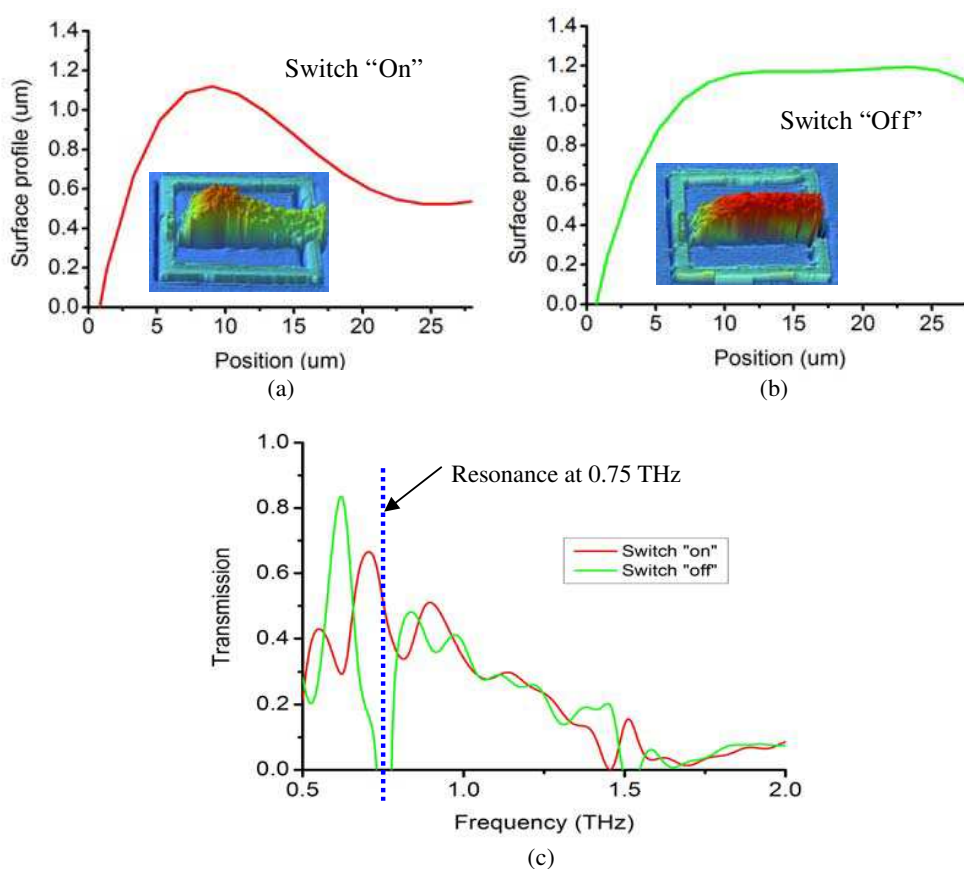 1.4
1.2
1.0
0.8
0.6
0.4
0.2
0.0
Surface profile (um)
Switch “On”
0 5 10 15 20 25
Position (um)
(a)
1.4
1.2
1.0
0.8
0.6
0.4
0.2
0.0
Surface profile (um)
Switch “Off”
0 5 10 15 20 25
Position (um)
(b)
1.0
0.8
0.6
0.4
0.2
0.0
Transmission
Resonance at 0.75 THz
Switch "on"
Switch "off"
0.5 1.0 1.5 2.0
Frequency (THz)
(c)